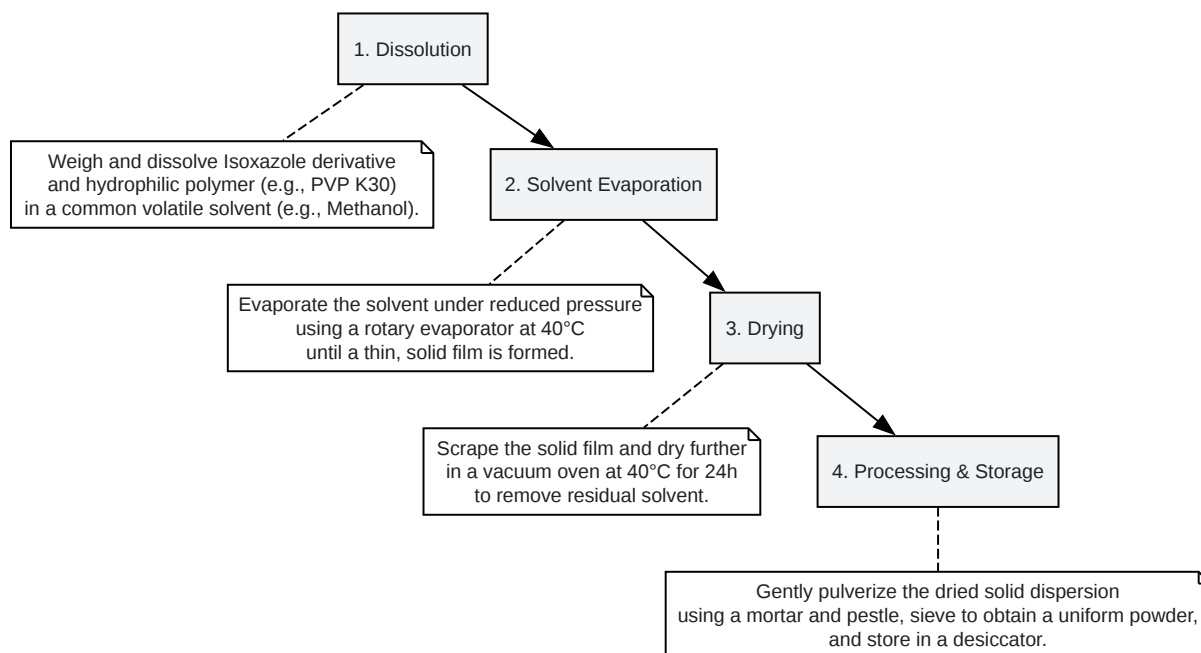 1. Dissolution
Weigh and dissolve Isoxazole derivative
and hydrophilic polymer (e.g., PVP K30)
in a common volatile solvent (e.g., Methanol).
2. Solvent Evaporation
Evaporate the solvent under reduced pressure
using a rotary evaporator at 40°C
until a thin, solid film is formed.
3. Drying
Scrape the solid film and dry further
in a vacuum oven at 40°C for 24h
to remove residual solvent.
4. Processing & Storage
Gently pulverize the dried solid dispersion
using a mortar and pestle, sieve to obtain a uniform powder,
and store in a desiccator.